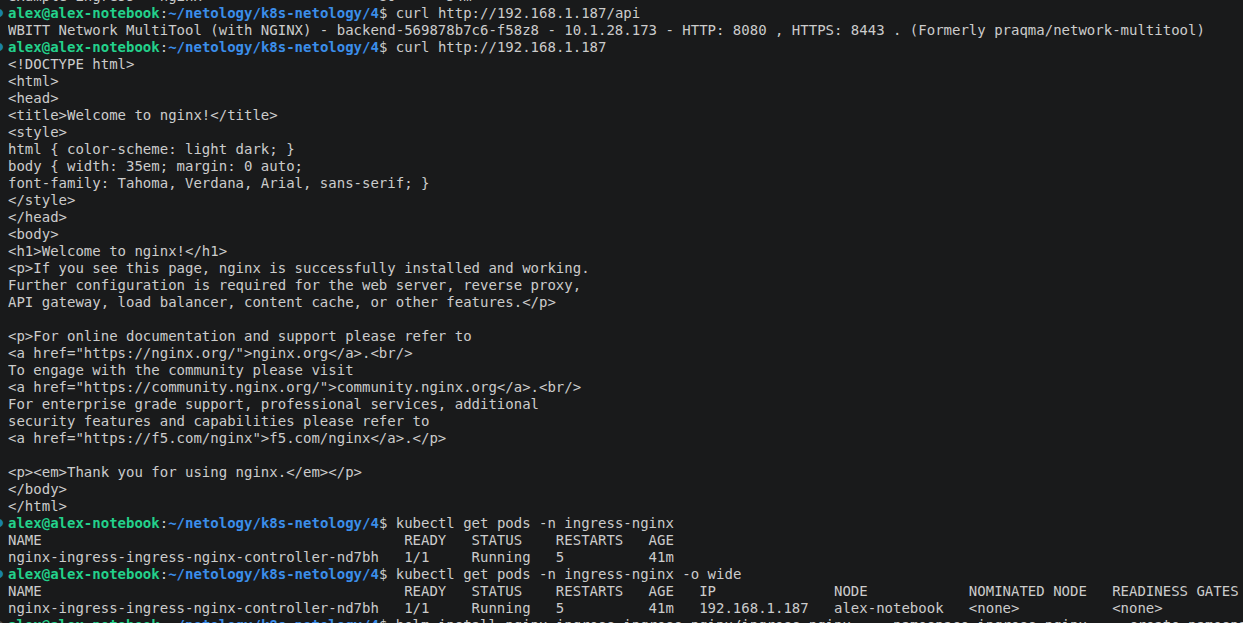 alex@alex-notebook:~/netology/k8s-netology/4$ curl http://192.168.1.187/api
WBITT Network MultiTool (with NGINX) - backend-569878b7c6-f58z8 - 10.1.28.173 - HTTP: 8080 , HTTPS: 8443 . (Formerly praqma/network-multitool)
alex@alex-notebook:~/netology/k8s-netology/4$ curl http://192.168.1.187
<!DOCTYPE html>
<html>
<head>
<title>Welcome to nginx!</title>
<style>
html { color-scheme: light dark; }
body { width: 35em; margin: 0 auto;
font-family: Tahoma, Verdana, Arial, sans-serif; }
</style>
</head>
<body>
<h1>Welcome to nginx!</h1>
<p>If you see this page, nginx is successfully installed and working.
Further configuration is required for the web server, reverse proxy,
API gateway, load balancer, content cache, or other features.</p>

<p>For online documentation and support please refer to
<a href="https://nginx.org/">nginx.org</a>.<br/>
To engage with the community please visit
<a href="https://community.nginx.org/">community.nginx.org</a>.<br/>
For enterprise grade support, professional services, additional
security features and capabilities please refer to
<a href="https://f5.com/nginx">f5.com/nginx</a>.</p>

<p><em>Thank you for using nginx.</em></p>
</body>
</html>
alex@alex-notebook:~/netology/k8s-netology/4$ kubectl get pods -n ingress-nginx
NAME READY STATUS RESTARTS AGE
nginx-ingress-ingress-nginx-controller-nd7bh 1/1 Running 5 41m
alex@alex-notebook:~/netology/k8s-netology/4$ kubectl get pods -n ingress-nginx -o wide
NAME READY STATUS RESTARTS AGE IP NODE NOMINATED NODE READINESS GATES
nginx-ingress-ingress-nginx-controller-nd7bh 1/1 Running 5 41m 192.168.1.187 alex-notebook <none> <none>